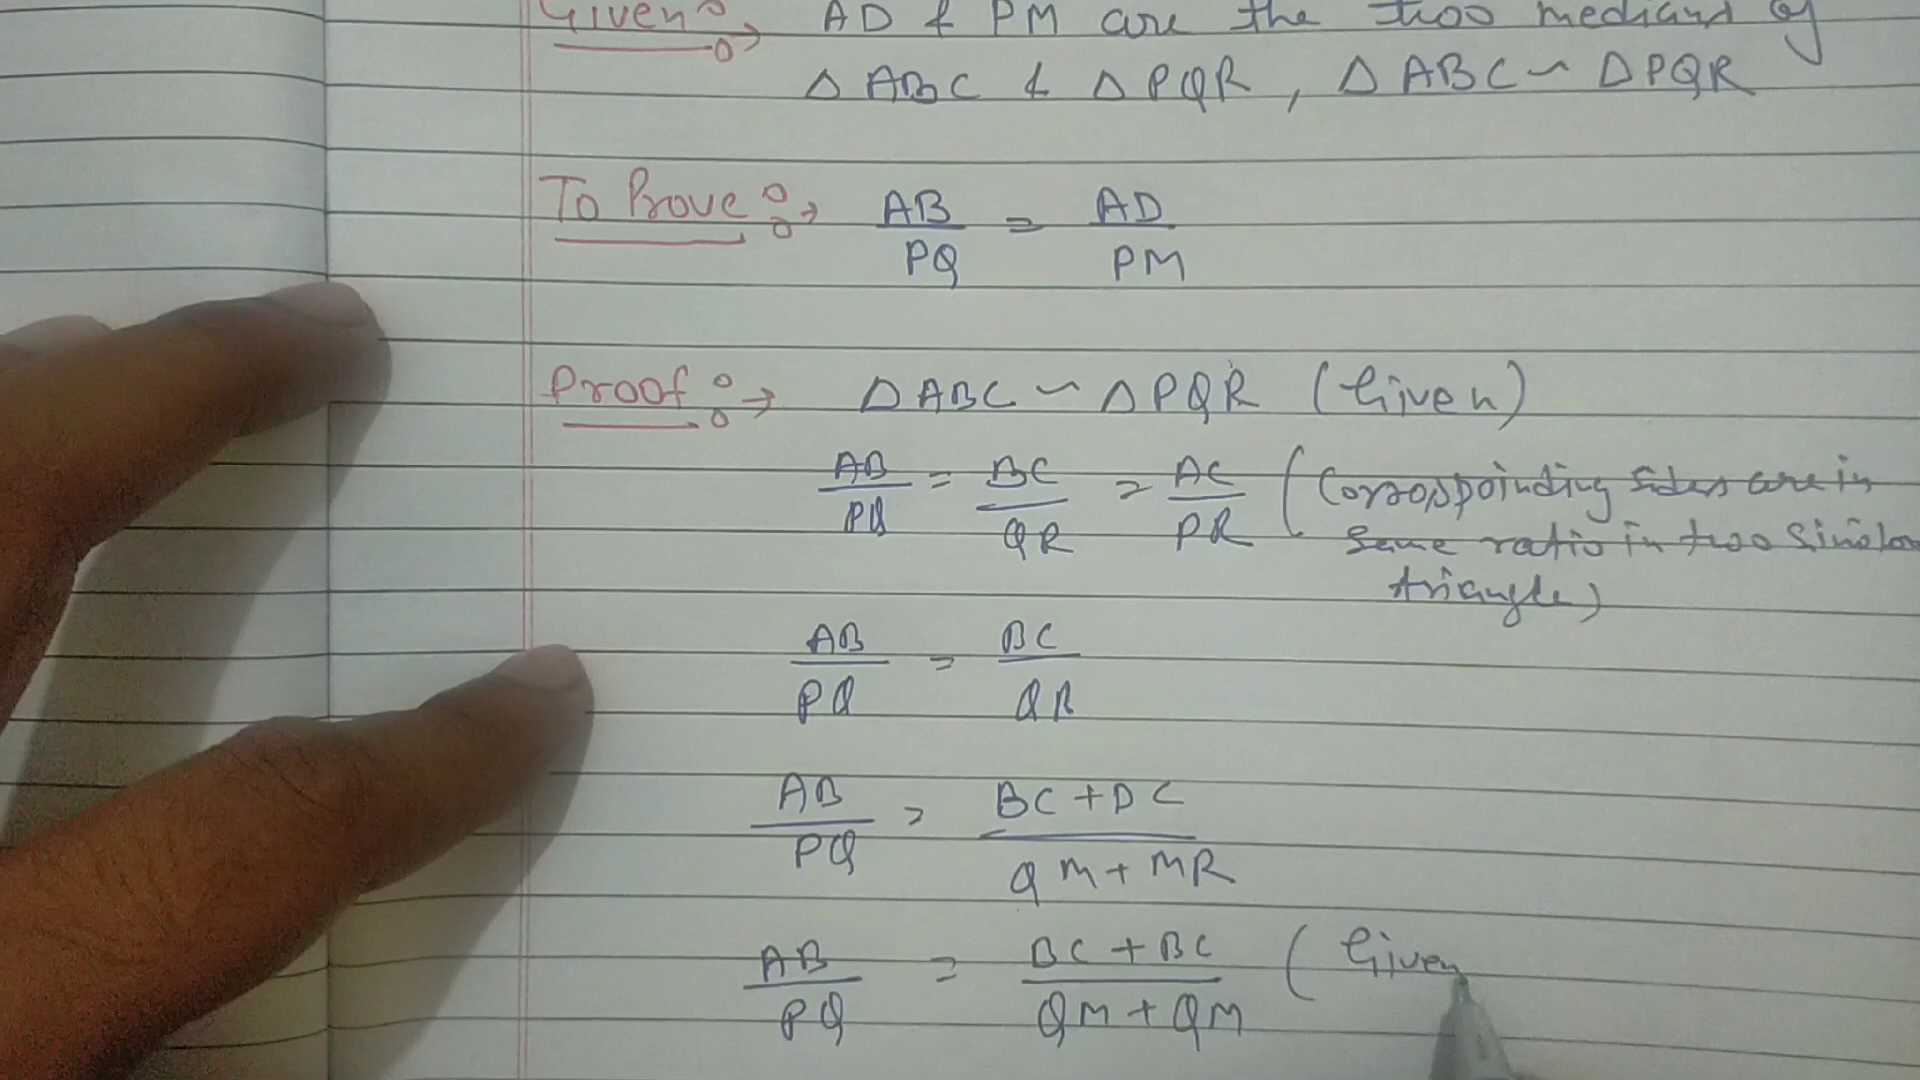 Given :→ AD & PM are the two medians of
△ ABC & △ PQR , △ ABC ~ △PQR
To Prove :→ AB/PQ = AD/PM
Proof :→ △ABC ~ △PQR (Given)
AB/PQ = BC/QR = AC/PR (Corrospoinding sides are in
same ratio in two Similar
triangle)
AB/PQ = BC/QR
AB/PQ = BC+DC/QM+MR
AB/PQ = BC+BC/QM+QM (Given